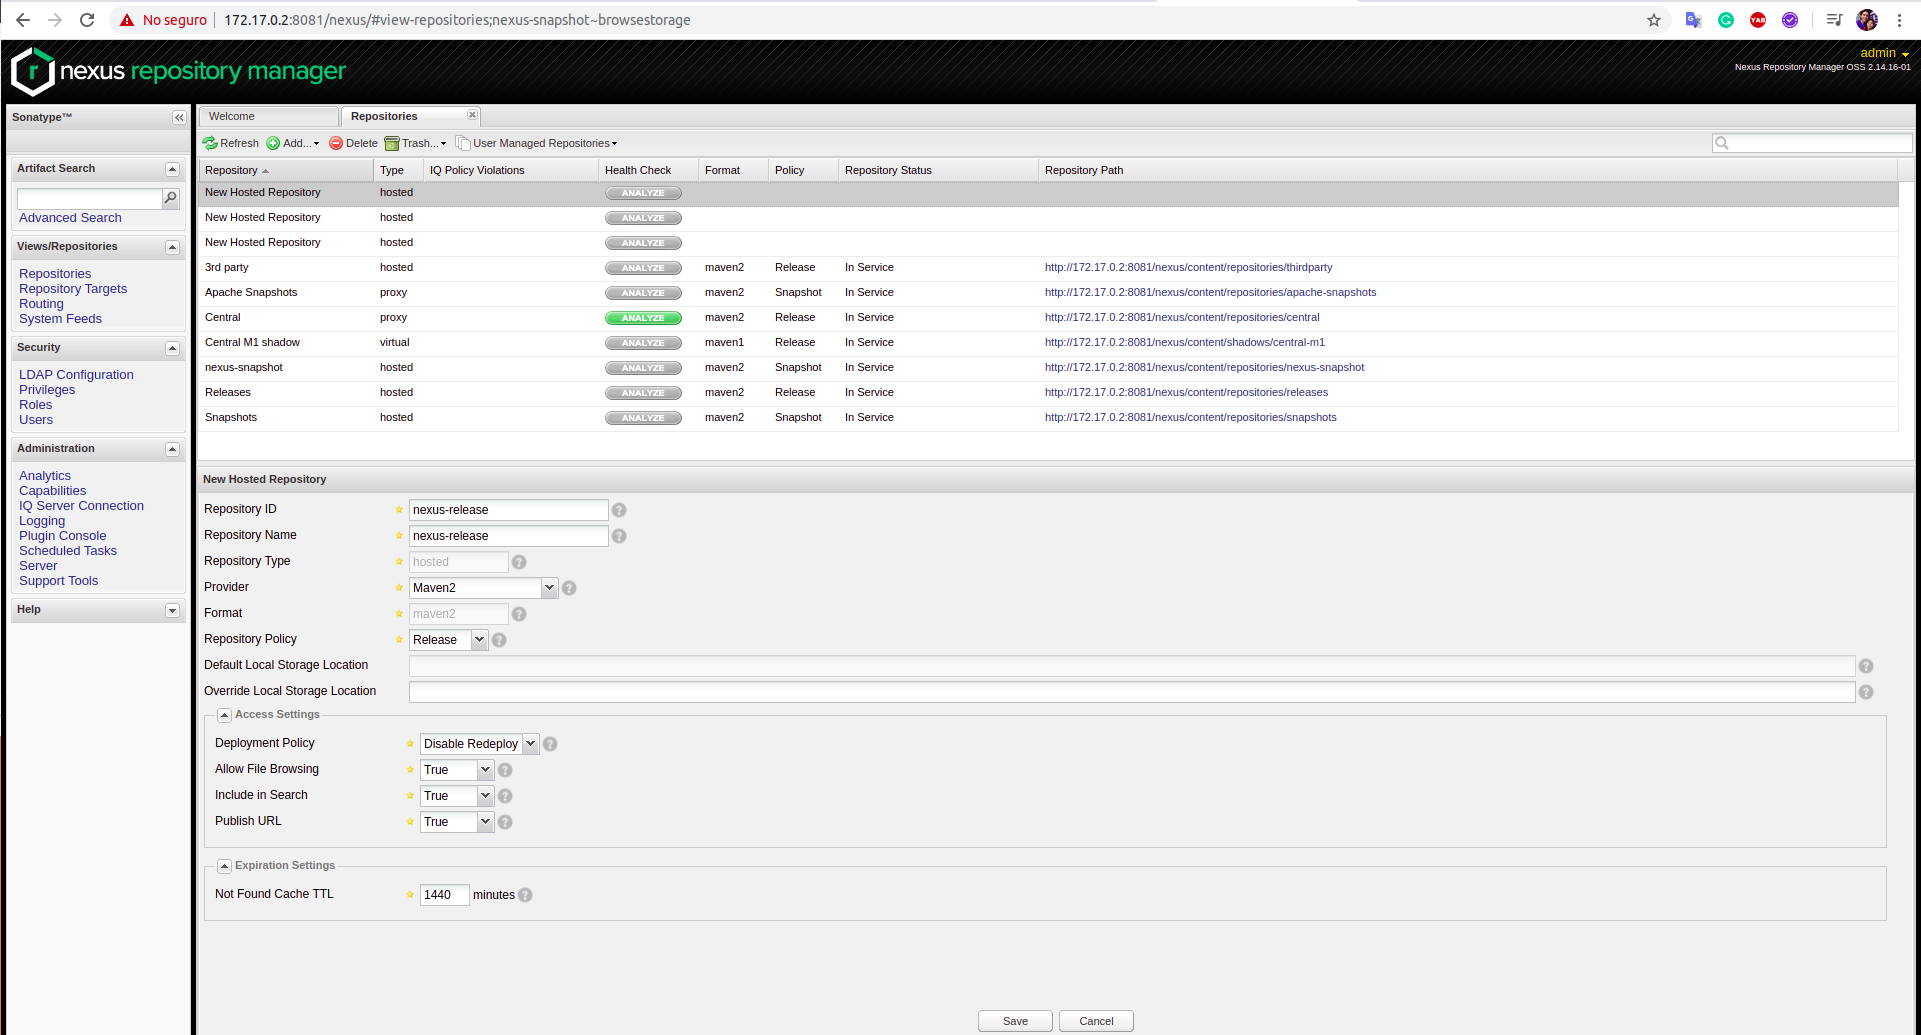 No seguro 172.17.0.2:8081/nexus/#view-repositories;nexus-snapshot~browsestorage
YAB
r nexus repository manager
admin
Nexus Repository Manager OSS 2.14.16-01
Sonatype™
Artifact Search
Advanced Search
Views/Repositories
Repositories
Repository Targets
Routing
System Feeds
Security
LDAP Configuration
Privileges
Roles
Users
Administration
Analytics
Capabilities
IQ Server Connection
Logging
Plugin Console
Scheduled Tasks
Server
Support Tools
Help
Welcome Repositories
Refresh Add... Delete Trash... User Managed Repositories
Repository Type IQ Policy Violations Health Check Format Policy Repository Status Repository Path
New Hosted Repository hosted ANALYZE
New Hosted Repository hosted ANALYZE
New Hosted Repository hosted ANALYZE
3rd party hosted ANALYZE maven2 Release In Service http://172.17.0.2:8081/nexus/content/repositories/thirdparty
Apache Snapshots proxy ANALYZE maven2 Snapshot In Service http://172.17.0.2:8081/nexus/content/repositories/apache-snapshots
Central proxy ANALYZE maven2 Release In Service http://172.17.0.2:8081/nexus/content/repositories/central
Central M1 shadow virtual ANALYZE maven1 Release In Service http://172.17.0.2:8081/nexus/content/shadows/central-m1
nexus-snapshot hosted ANALYZE maven2 Snapshot In Service http://172.17.0.2:8081/nexus/content/repositories/nexus-snapshot
Releases hosted ANALYZE maven2 Release In Service http://172.17.0.2:8081/nexus/content/repositories/releases
Snapshots hosted ANALYZE maven2 Snapshot In Service http://172.17.0.2:8081/nexus/content/repositories/snapshots
New Hosted Repository
Repository ID nexus-release ?
Repository Name nexus-release ?
Repository Type hosted ?
Provider Maven2 ?
Format maven2 ?
Repository Policy Release ?
Default Local Storage Location ?
Override Local Storage Location ?
Access Settings
Deployment Policy Disable Redeploy ?
Allow File Browsing True ?
Include in Search True ?
Publish URL True ?
Expiration Settings
Not Found Cache TTL 1440 minutes ?
Save Cancel